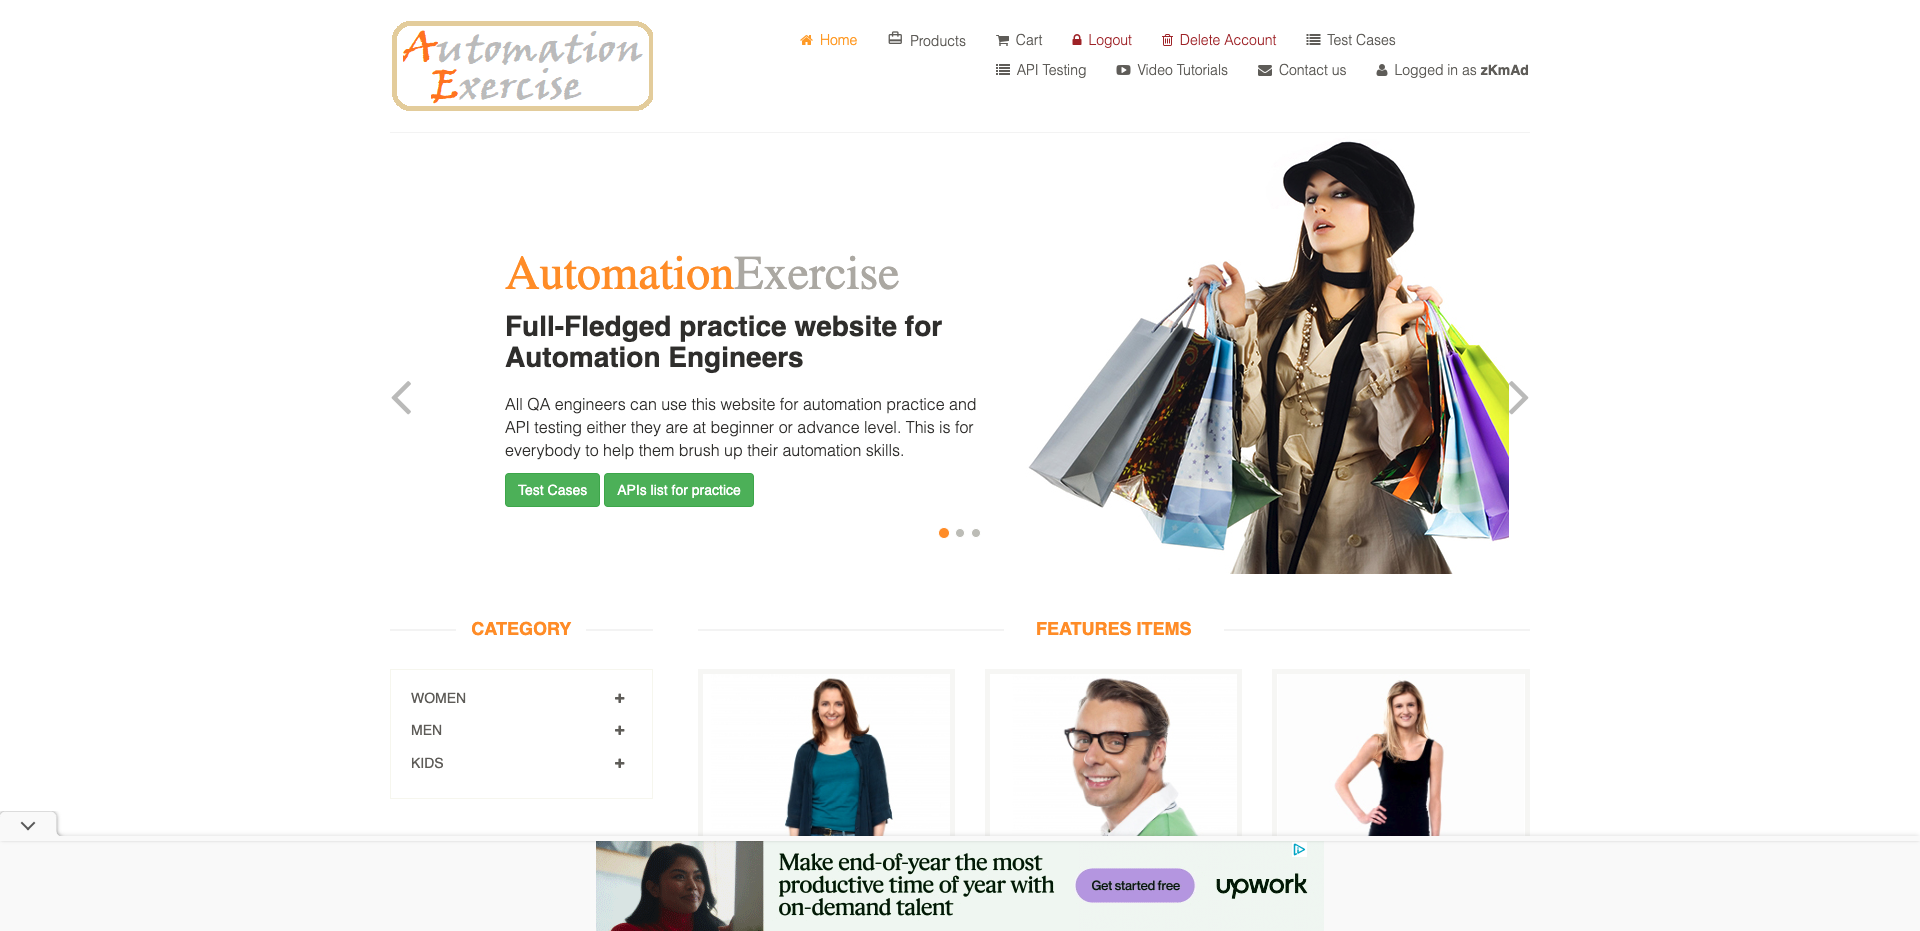 Automation
Exercise
Home Products Cart Logout Delete Account Test Cases
API Testing Video Tutorials Contact us Logged in as zKmAd
AutomationExercise
Full-Fledged practice website for
Automation Engineers
All QA engineers can use this website for automation practice and
API testing either they are at beginner or advance level. This is for
everybody to help them brush up their automation skills.
Test Cases APIs list for practice
CATEGORY
WOMEN
MEN
KIDS
FEATURES ITEMS
Make end-of-year the most
productive time of year with
on-demand talent
Get started free
upwork